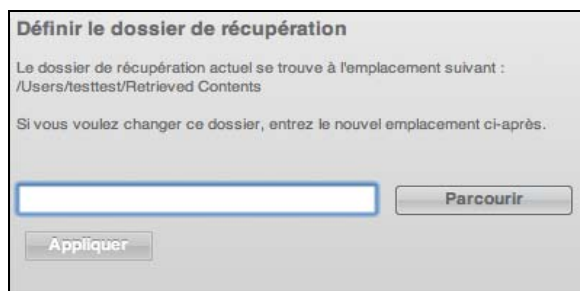 Définir le dossier de récupération
Le dossier de récupération actuel se trouve à l'emplacement suivant :
/Users/testtest/Retrieved Contents
Si vous voulez changer ce dossier, entrez le nouvel emplacement ci-après.
Parcourir
Appliquer